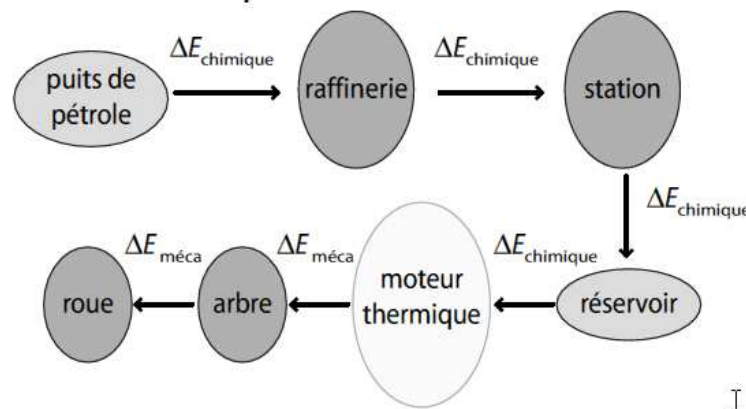 ΔE chimique
ΔE chimique
puits de
pétrole
raffinerie
station
ΔE chimique
ΔE méca
ΔE méca
ΔE chimique
roue
arbre
moteur
thermique
réservoir